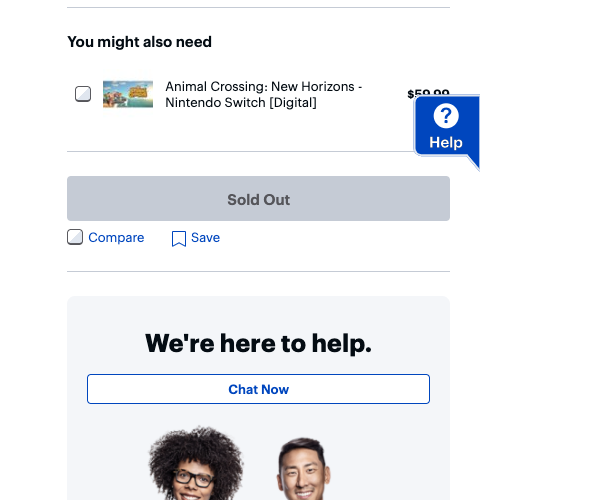 You might also need
Animal Crossing: New Horizons -
Nintendo Switch [Digital]
$59.99
?
Help
Sold Out
Compare
Save
We're here to help.
Chat Now